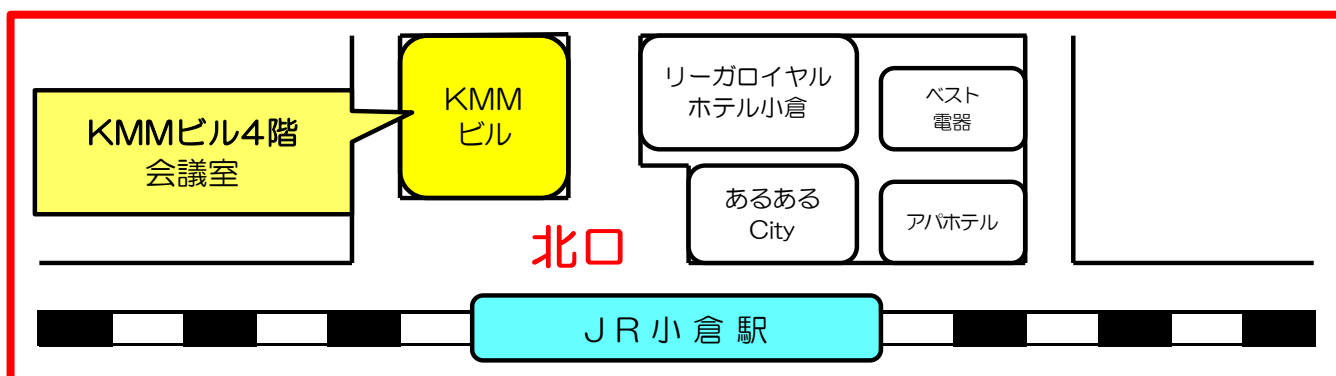 KMMビル4階
会議室
KMM
ビル
リーガロイヤル
ホテル小倉
ベスト
電器
あるある
City
アパホテル
北口
JR小倉駅